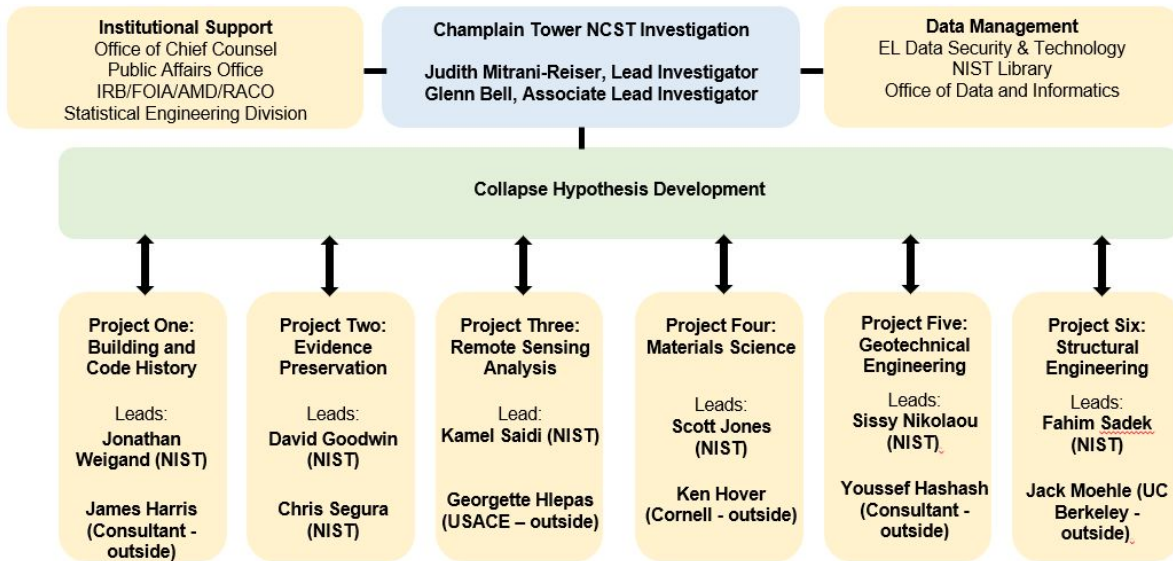 Institutional Support
Office of Chief Counsel
Public Affairs Office
IRB/FOIA/AMD/RACO
Statistical Engineering Division
Champlain Tower NCST Investigation
Judith Mitrani-Reiser, Lead Investigator
Glenn Bell, Associate Lead Investigator
Data Management
EL Data Security & Technology
NIST Library
Office of Data and Informatics
Collapse Hypothesis Development
Project One:
Building and
Code History
Leads:
Jonathan
Weigand (NIST)
James Harris
(Consultant -
outside)
Project Two:
Evidence
Preservation
Leads:
David Goodwin
(NIST)
Chris Segura
(NIST)
Project Three:
Remote Sensing
Analysis
Lead:
Kamel Saidi (NIST)
Georgette Hlepas
(USACE – outside)
Project Four:
Materials Science
Leads:
Scott Jones
(NIST)
Ken Hover
(Cornell - outside)
Project Five:
Geotechnical
Engineering
Leads:
Sissy Nikolaou
(NIST)
Youssef Hashash
(Consultant -
outside)
Project Six:
Structural
Engineering
Leads:
Fahim Sadek
(NIST)
Jack Moehle (UC
Berkeley -
outside)